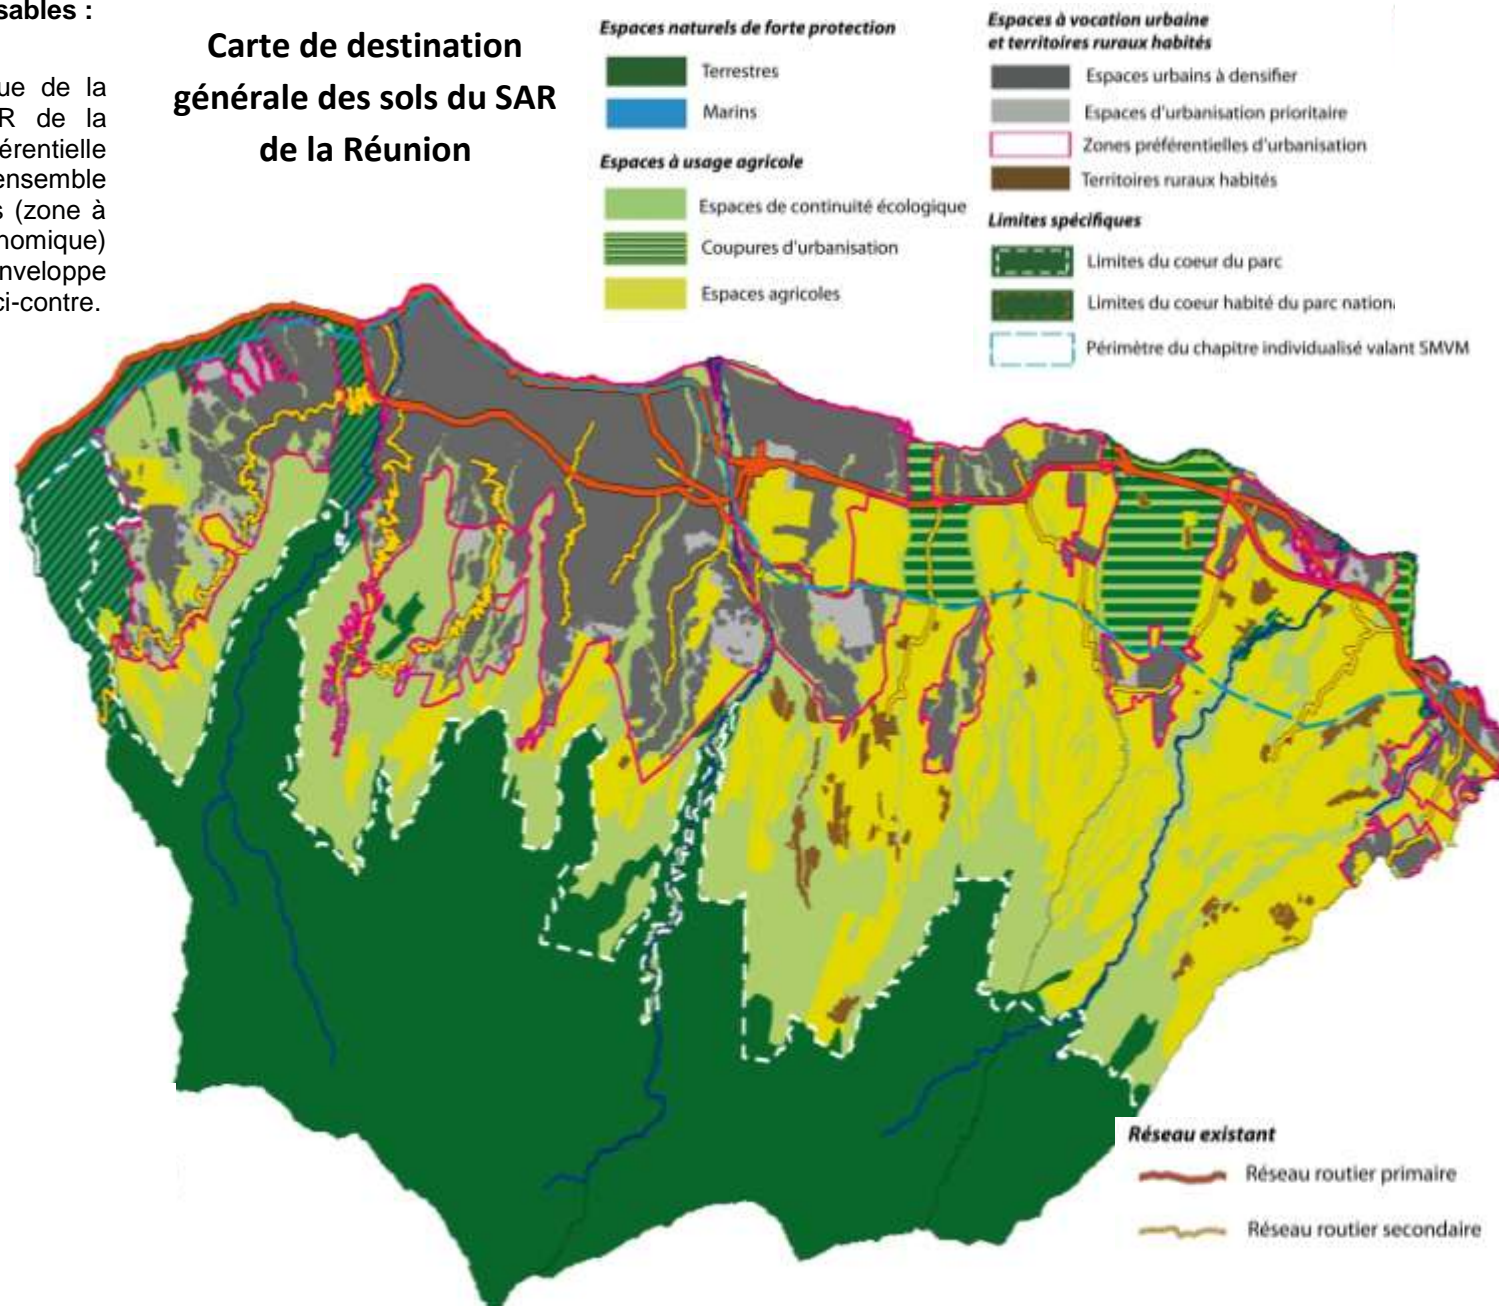 sables :
ue de la
R de la
érentielle
ensemble
s (zone à
nomique)
nveloppe
ci-contre.
Carte de destination
générale des sols du SAR
de la Réunion
Espaces naturels de forte protection
Terrestres
Marins
Espaces à usage agricole
Espaces de continuité écologique
Coupures d'urbanisation
Espaces agricoles
Espaces à vocation urbaine
et territoires ruraux habités
Espaces urbains à densifier
Espaces d'urbanisation prioritaire
Zones préférentielles d'urbanisation
Territoires ruraux habités
Limites spécifiques
Limites du coeur du parc
Limites du coeur habité du parc nationa
Périmètre du chapitre individualisé valant SMVM
Réseau existant
Réseau routier primaire
Réseau routier secondaire